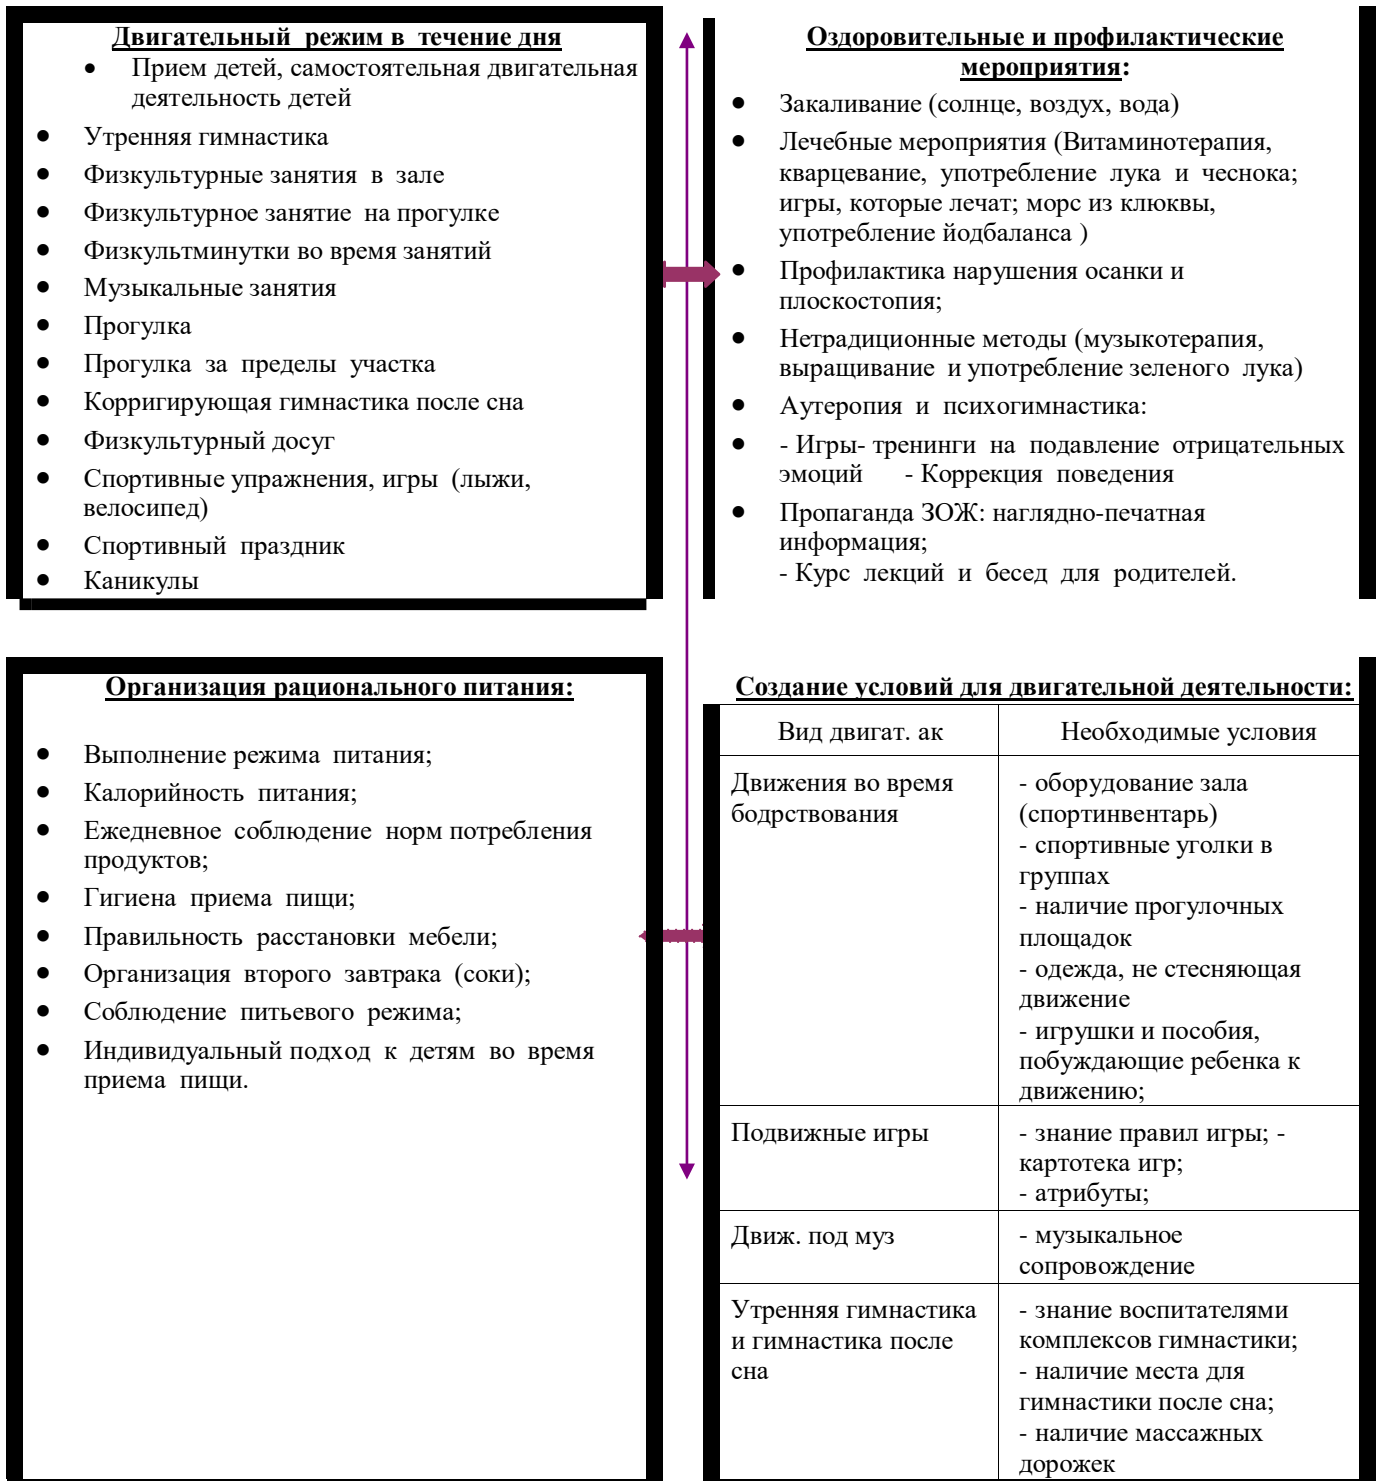 Двигательный режим в течение дня
• Прием детей, самостоятельная двигательная
деятельность детей
• Утренняя гимнастика
• Физкультурные занятия в зале
• Физкультурное занятие на прогулке
• Физкультминутки во время занятий
• Музыкальные занятия
• Прогулка
• Прогулка за пределы участка
• Корригирующая гимнастика после сна
• Физкультурный досуг
• Спортивные упражнения, игры (лыжи,
велосипед)
• Спортивный праздник
• Каникулы
Оздоровительные и профилактические
мероприятия:
• Закаливание (солнце, воздух, вода)
• Лечебные мероприятия (Витаминотерапия,
кварцевание, употребление лука и чеснока;
игры, которые лечат; морс из клюквы,
употребление йодбаланса )
• Профилактика нарушения осанки и
плоскостопия;
• Нетрадиционные методы (музыкотерапия,
выращивание и употребление зеленого лука)
• Аутеропия и психогимнастика:
• - Игры- тренинги на подавление отрицательных
эмоций - Коррекция поведения
• Пропаганда ЗОЖ: наглядно-печатная
информация;
- Курс лекций и бесед для родителей.
Организация рационального питания:
• Выполнение режима питания;
• Калорийность питания;
• Ежедневное соблюдение норм потребления
продуктов;
• Гигиена приема пищи;
• Правильность расстановки мебели;
• Организация второго завтрака (соки);
• Соблюдение питьевого режима;
• Индивидуальный подход к детям во время
приема пищи.
Создание условий для двигательной деятельности:
Вид двигат. ак
Необходимые условия
Движения во время
бодрствования
- оборудование зала
(спортинвентарь)
- спортивные уголки в
группах
- наличие прогулочных
площадок
- одежда, не стесняющая
движение
- игрушки и пособия,
побуждающие ребенка к
движению;
Подвижные игры
- знание правил игры; -
картотека игр;
- атрибуты;
Движ. под муз
- музыкальное
сопровождение
Утренняя гимнастика
и гимнастика после
сна
- знание воспитателями
комплексов гимнастики;
- наличие места для
гимнастики после сна;
- наличие массажных
дорожек